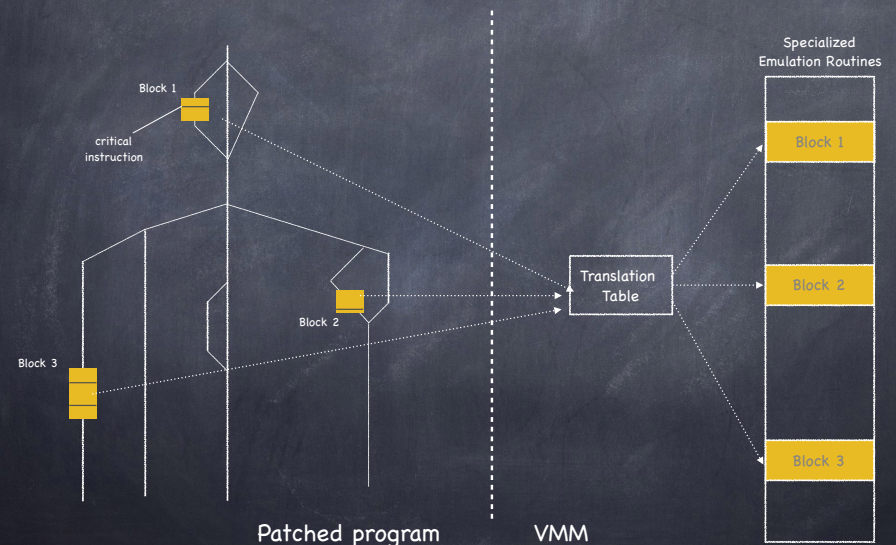 Specialized
Emulation Routines
Block 1
critical
instruction
Block 1
Translation
Table
Block 2
Block 2
Block 3
Block 3
Patched program
VMM